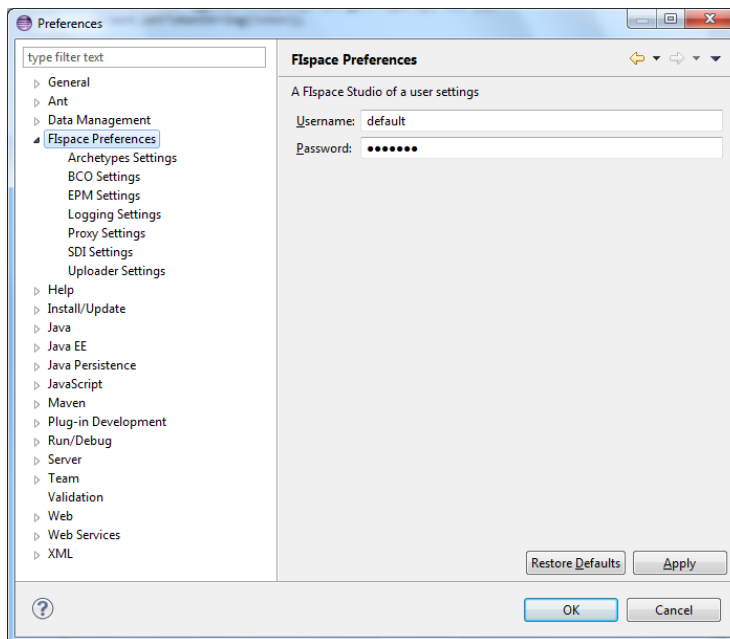 Preferences
type filter text
General
Ant
Data Management
FIspace Preferences
Archetypes Settings
BCO Settings
EPM Settings
Logging Settings
Proxy Settings
SDI Settings
Uploader Settings
Help
Install/Update
Java
Java EE
Java Persistence
JavaScript
Maven
Plug-in Development
Run/Debug
Server
Team
Validation
Web
Web Services
XML
FIspace Preferences
A FIspace Studio of a user settings
Username: default
Password: •••••••
Restore Defaults Apply
OK Cancel